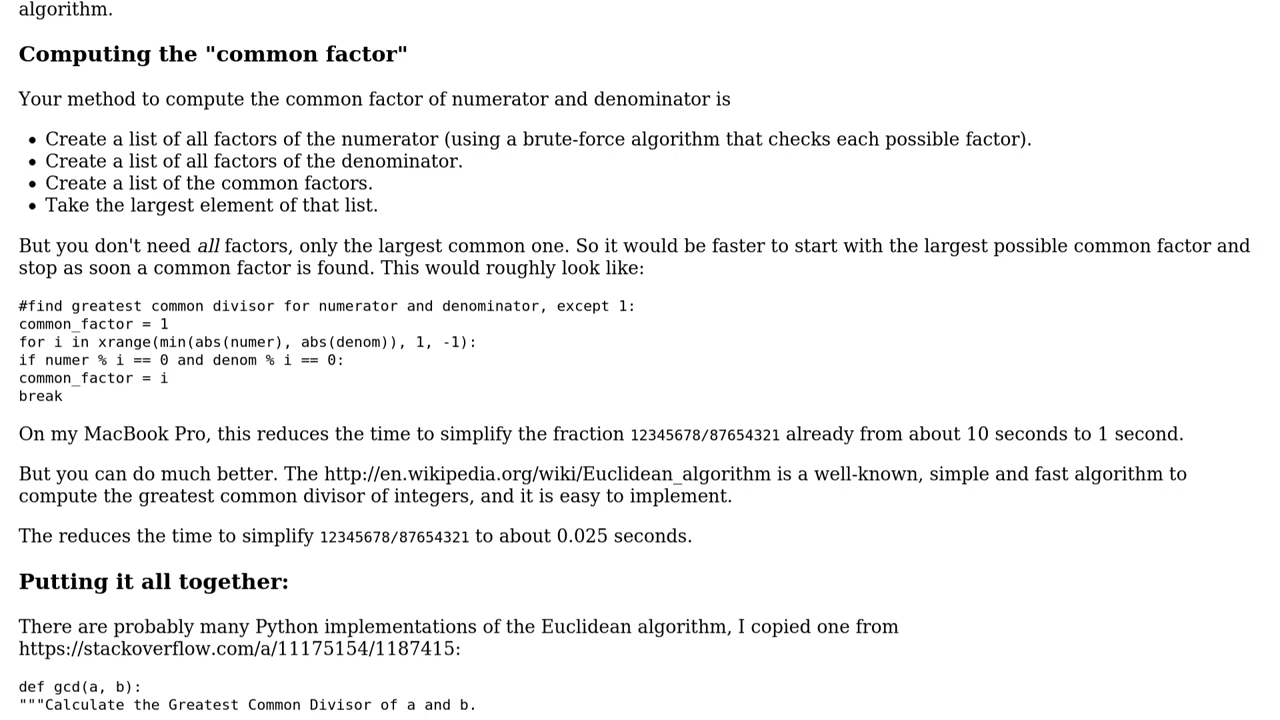 algorithm.
Computing the "common factor"
Your method to compute the common factor of numerator and denominator is
• Create a list of all factors of the numerator (using a brute-force algorithm that checks each possible factor).
• Create a list of all factors of the denominator.
• Create a list of the common factors.
• Take the largest element of that list.
But you don't need all factors, only the largest common one. So it would be faster to start with the largest possible common factor and
stop as soon a common factor is found. This would roughly look like:
#find greatest common divisor for numerator and denominator, except 1:
common_factor = 1
for i in xrange(min(abs(numer), abs(denom)), 1, -1):
if numer % i == 0 and denom % i == 0:
common_factor = i
break
On my MacBook Pro, this reduces the time to simplify the fraction 12345678/87654321 already from about 10 seconds to 1 second.
But you can do much better. The http://en.wikipedia.org/wiki/Euclidean_algorithm is a well-known, simple and fast algorithm to
compute the greatest common divisor of integers, and it is easy to implement.
The reduces the time to simplify 12345678/87654321 to about 0.025 seconds.
Putting it all together:
There are probably many Python implementations of the Euclidean algorithm, I copied one from
https://stackoverflow.com/a/11175154/1187415:
def gcd(a, b):
"""Calculate the Greatest Common Divisor of a and b.